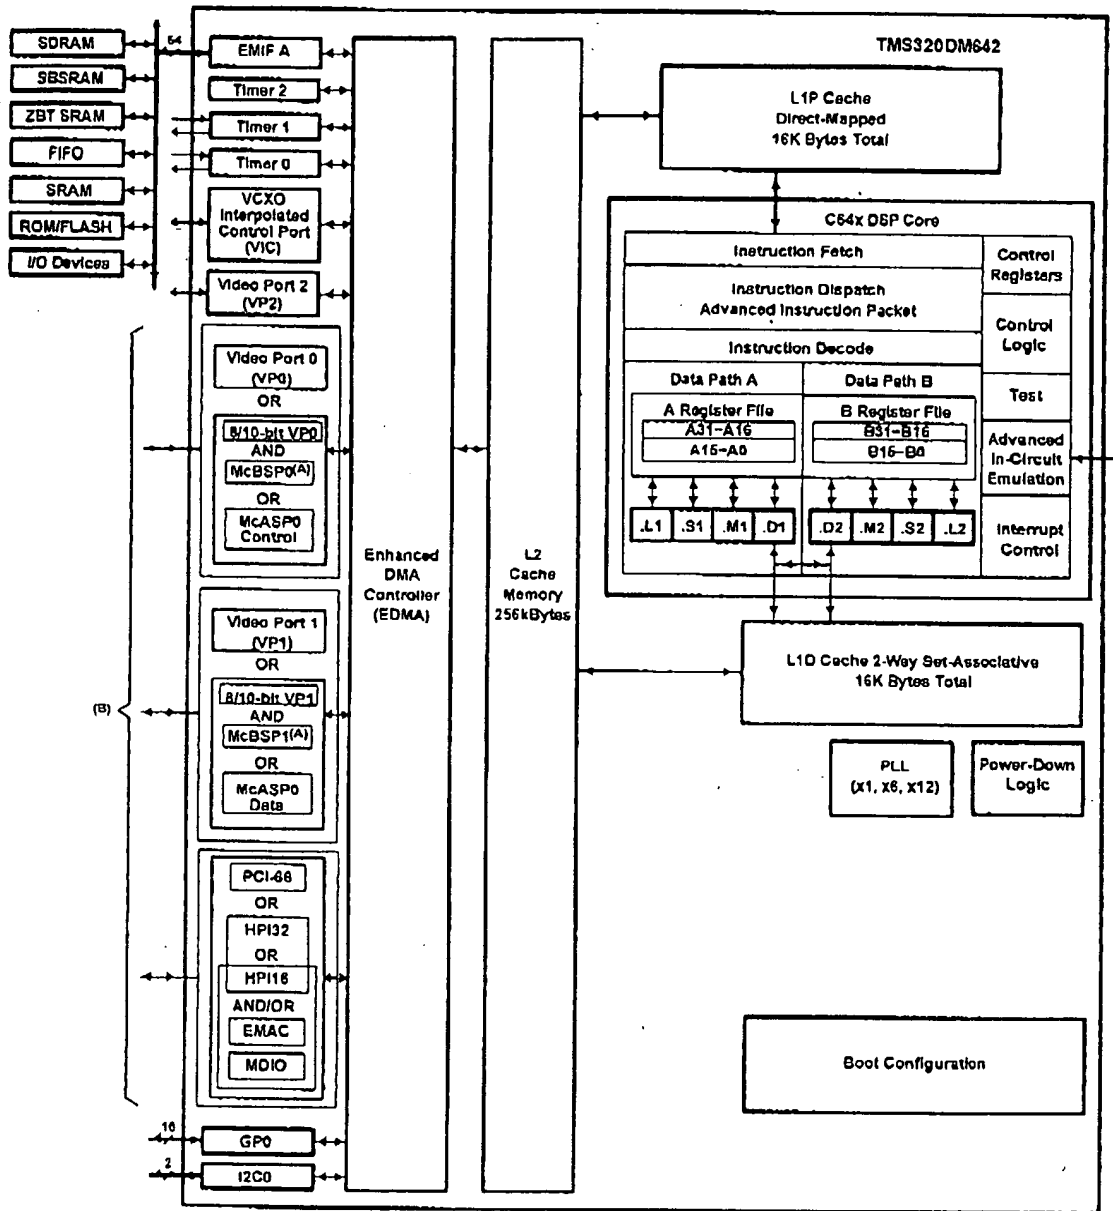 TMS320DM642
SDRAM
SBSRAM
ZBT SRAM
FIFO
SRAM
ROM/FLASH
I/O Devices
64
EMIF A
Timer 2
Timer 1
Timer 0
VCXO
Interpolated
Control Port
(VIC)
Video Port 2
(VP2)
Video Port 0
(VP0)
OR
8/10-bit VP0
AND
McBSP0(A)
OR
McASP0
Control
(B)
Video Port 1
(VP1)
OR
8/10-bit VP1
AND
McBSP1(A)
OR
McASP0
Data
PCI-66
OR
HPI32
OR
HPI16
AND/OR
EMAC
MDIO
16
GP0
2
I2C0
Enhanced
DMA
Controller
(EDMA)
L2
Cache
Memory
256kBytes
L1P Cache
Direct-Mapped
16K Bytes Total
C64x DSP Core
Instruction Fetch
Instruction Dispatch
Advanced Instruction Packet
Instruction Decode
Data Path A
Data Path B
A Register File
A31–A16
A15–A0
B Register File
B31–B16
B15–B0
.L1 .S1 .M1 .D1
.D2 .M2 .S2 .L2
Control
Registers
Control
Logic
Test
Advanced
In-Circuit
Emulation
Interrupt
Control
L1D Cache 2-Way Set-Associative
16K Bytes Total
PLL
(x1, x6, x12)
Power-Down
Logic
Boot Configuration